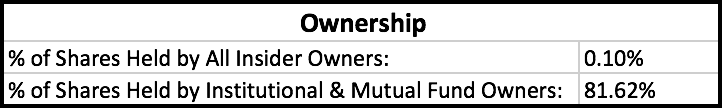 Ownership
% of Shares Held by All Insider Owners: 0.10%
% of Shares Held by Institutional & Mutual Fund Owners: 81.62%